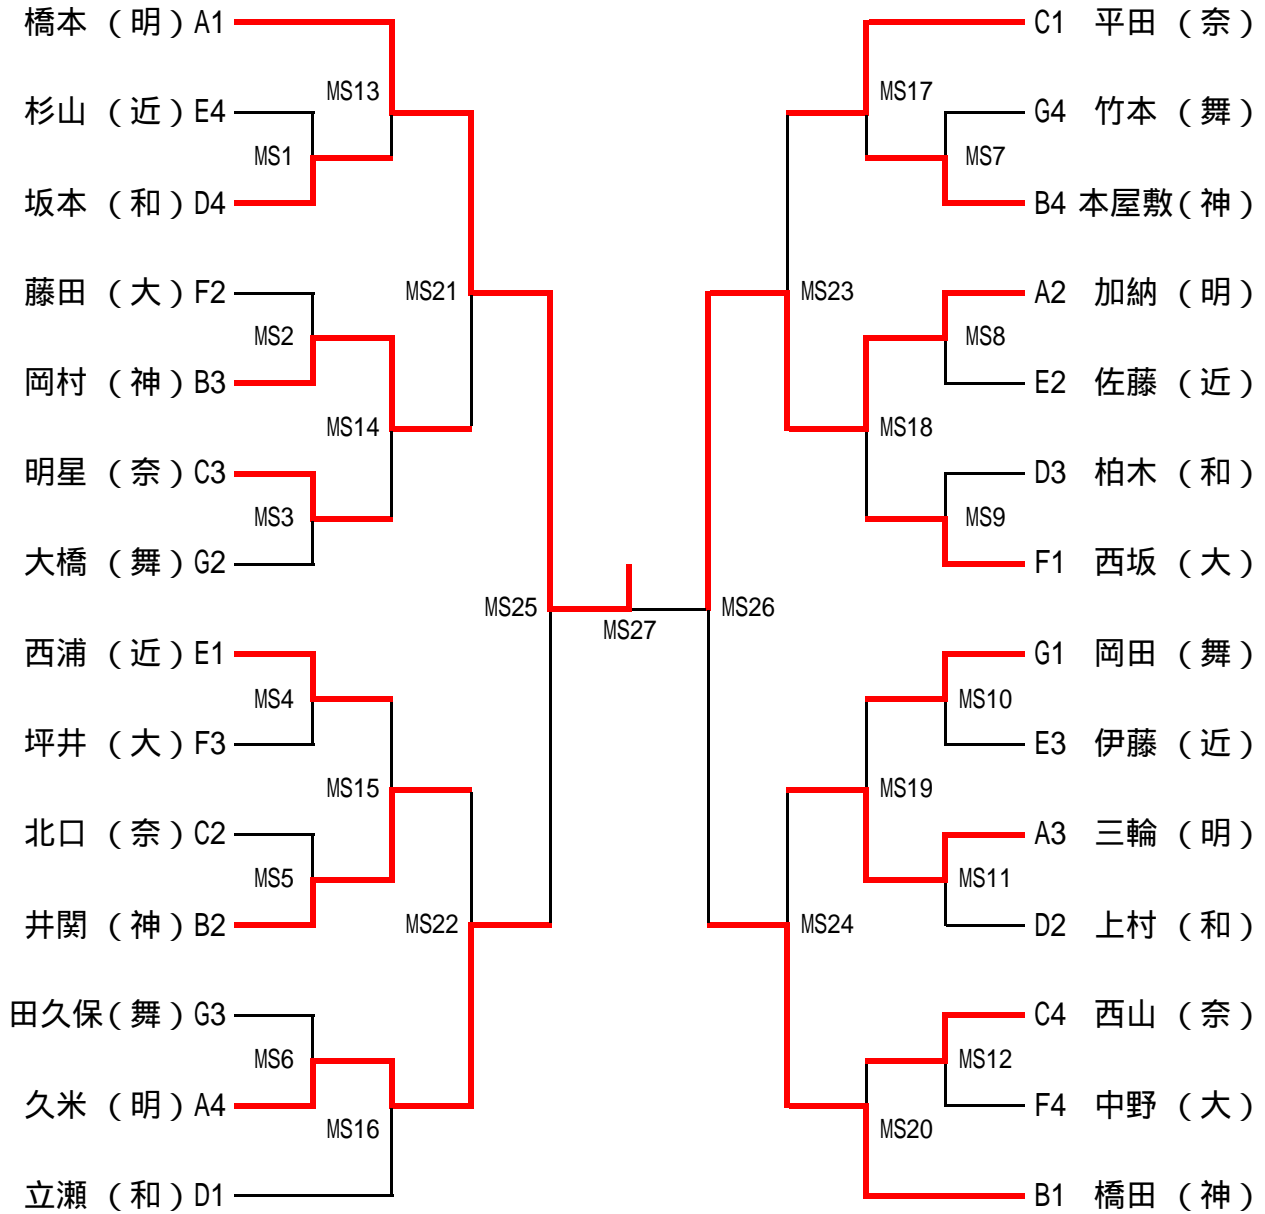 橋本 （明）A1
C1 平田 （奈）
MS13
MS17
杉山 （近）E4
G4 竹本 （舞）
MS1
MS7
坂本 （和）D4
B4 本屋敷（神）
藤田 （大）F2
MS21
MS23
A2 加納 （明）
MS2
MS8
岡村 （神）B3
E2 佐藤 （近）
MS14
MS18
明星 （奈）C3
D3 柏木 （和）
MS3
MS9
大橋 （舞）G2
F1 西坂 （大）
MS25
MS26
MS27
西浦 （近）E1
G1 岡田 （舞）
MS4
MS10
坪井 （大）F3
E3 伊藤 （近）
MS15
MS19
北口 （奈）C2
A3 三輪 （明）
MS5
MS11
井関 （神）B2
MS22
MS24
D2 上村 （和）
田久保（舞）G3
C4 西山 （奈）
MS6
MS12
久米 （明）A4
F4 中野 （大）
MS16
MS20
立瀬 （和）D1
B1 橋田 （神）